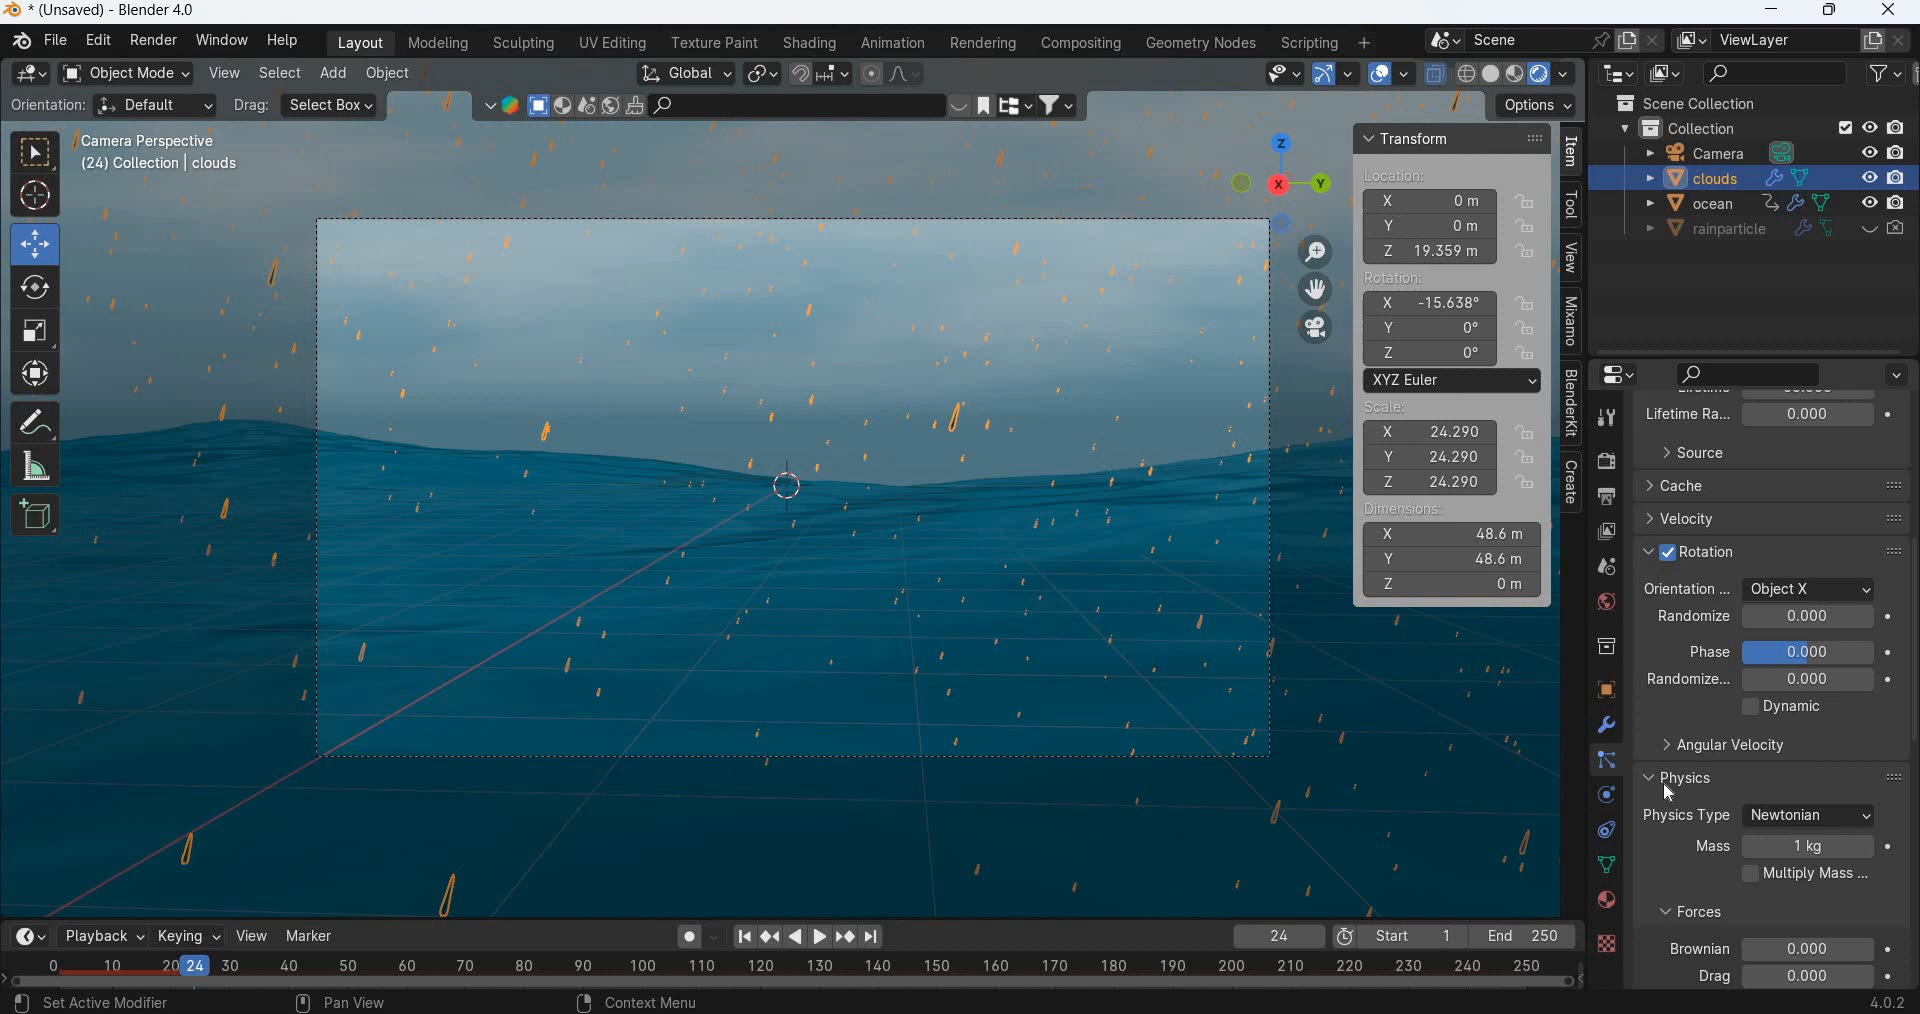 * (Unsaved) - Blender 4.0
File Edit Render Window Help Layout Modeling Sculpting UV Editing Texture Paint Shading Animation Rendering Compositing Geometry Nodes Scripting + Scene ViewLayer
Object Mode View Select Add Object Global
Orientation: Default Drag: Select Box Options
Camera Perspective
(24) Collection | clouds
Z
X
Y
Transform
Location:
X 0 m
Y 0 m
Z 19.359 m
Rotation:
X -15.638°
Y 0°
Z 0°
XYZ Euler
Scale:
X 24.290
Y 24.290
Z 24.290
Dimensions:
X 48.6 m
Y 48.6 m
Z 0 m
Item
Tool
View
Mixamo
BlenderKit
Create
Scene Collection
Collection
Camera
clouds
ocean
rainparticle
Lifetime Ra... 0.000
Source
Cache
Velocity
Rotation
Orientation ... Object X
Randomize 0.000
Phase 0.000
Randomize... 0.000
Dynamic
Angular Velocity
Physics
Physics Type Newtonian
Mass 1 kg
Multiply Mass ...
Forces
Brownian 0.000
Drag 0.000
Playback Keying View Marker 24 Start 1 End 250
0 10 20 24 30 40 50 60 70 80 90 100 110 120 130 140 150 160 170 180 190 200 210 220 230 240 250
Set Active Modifier Pan View Context Menu 4.0.2